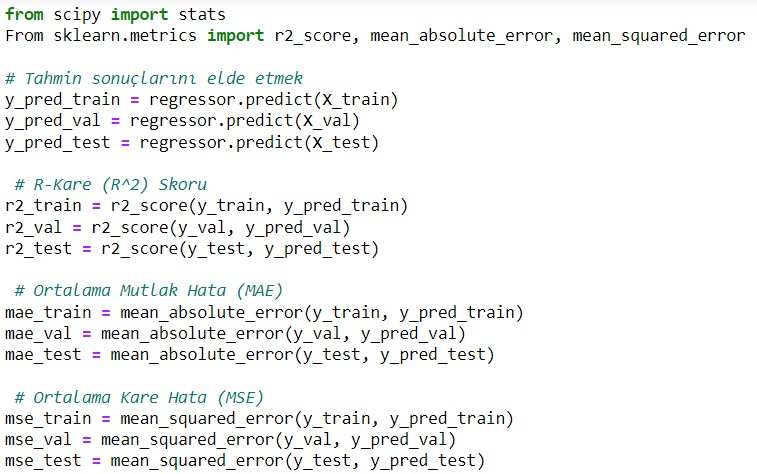 from scipy import stats
From sklearn.metrics import r2_score, mean_absolute_error, mean_squared_error
# Tahmin sonuçlarını elde etmek
y_pred_train = regressor.predict(X_train)
y_pred_val = regressor.predict(X_val)
y_pred_test = regressor.predict(X_test)
# R-Kare (R^2) Skoru
r2_train = r2_score(y_train, y_pred_train)
r2_val = r2_score(y_val, y_pred_val)
r2_test = r2_score(y_test, y_pred_test)
# Ortalama Mutlak Hata (MAE)
mae_train = mean_absolute_error(y_train, y_pred_train)
mae_val = mean_absolute_error(y_val, y_pred_val)
mae_test = mean_absolute_error(y_test, y_pred_test)
# Ortalama Kare Hata (MSE)
mse_train = mean_squared_error(y_train, y_pred_train)
mse_val = mean_squared_error(y_val, y_pred_val)
mse_test = mean_squared_error(y_test, y_pred_test)